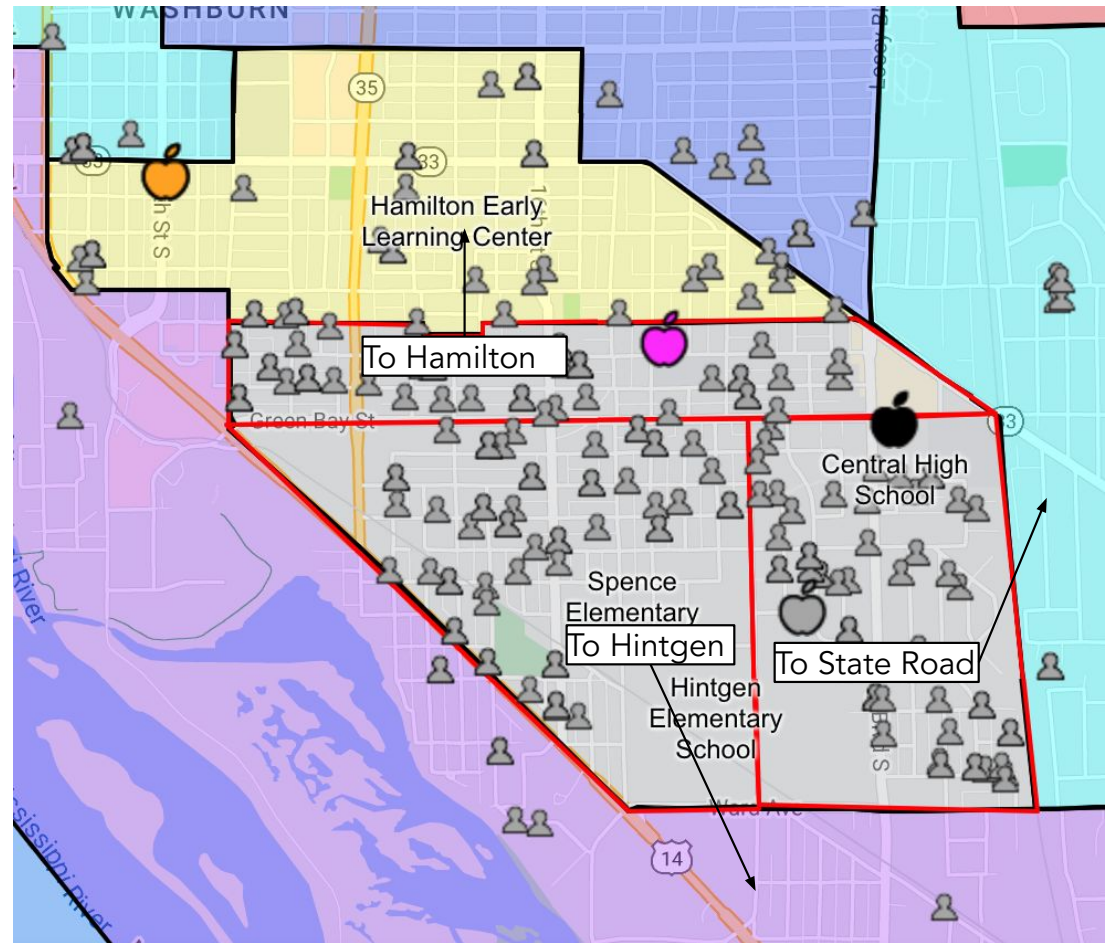 WASHBURN
35
33
Hamilton Early
Learning Center
To Hamilton
Green Bay St
33
Central High
School
Spence
Elementary
To Hintgen
To State Road
Hintgen
Elementary
School
Ward Ave
14
River
River